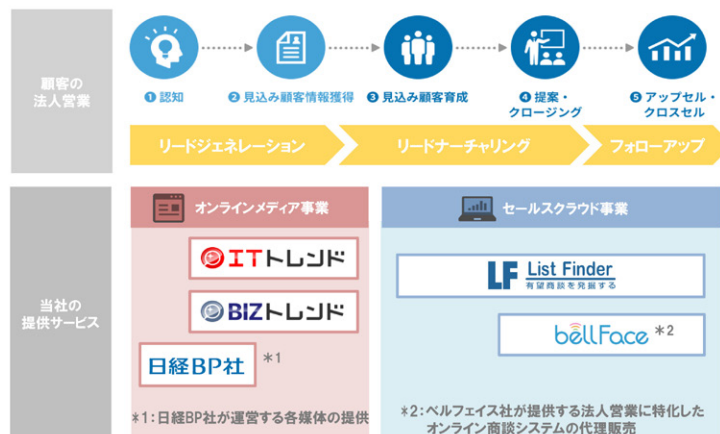 顧客の
法人営業
❶ 認知
❷ 見込み顧客情報獲得
❸ 見込み顧客育成
❹ 提案・
クロージング
❺ アップセル・
クロスセル
リードジェネレーション
リードナーチャリング
フォローアップ
当社の
提供サービス
オンラインメディア事業
ITトレンド
BIZトレンド
日経BP社 *1
*1:日経BP社が運営する各媒体の提供
セールスクラウド事業
LF List Finder
有望商談を発掘する
bellFace *2
*2:ベルフェイス社が提供する法人営業に特化した
オンライン商談システムの代理販売